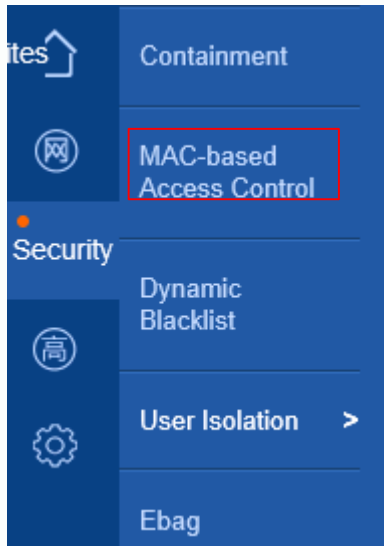 ites
Containment
网
MAC-based
Access Control
Security
Dynamic
Blacklist
高
User Isolation >
Ebag